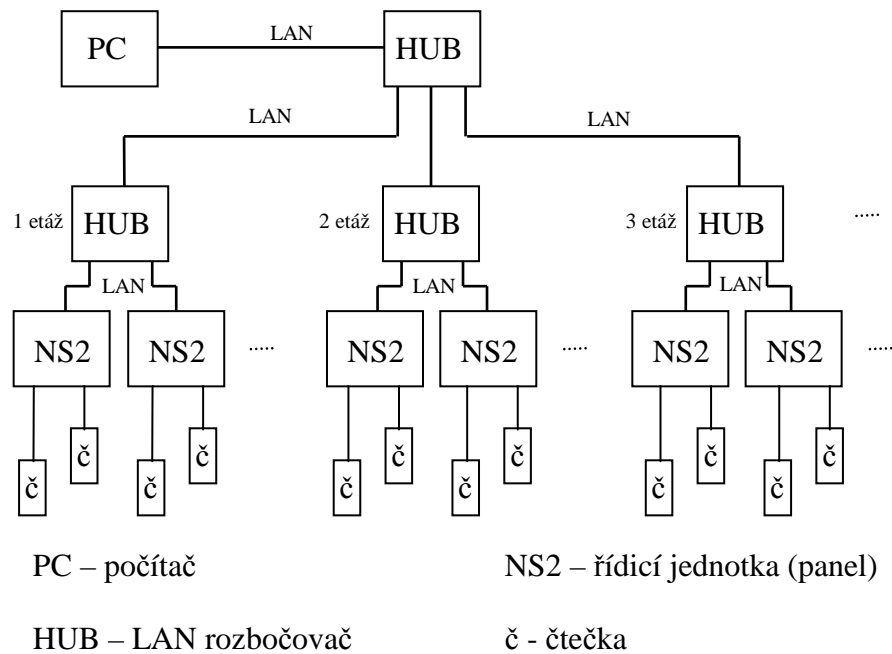 LAN
PC HUB
LAN LAN
1 etáž HUB 2 etáž HUB 3 etáž HUB .....
LAN LAN LAN
NS2 NS2 ..... NS2 NS2 ..... NS2 NS2 .....
č č č č č č
č č č č č č
PC – počítač NS2 – řídicí jednotka (panel)
HUB – LAN rozbočovač č - čtečka